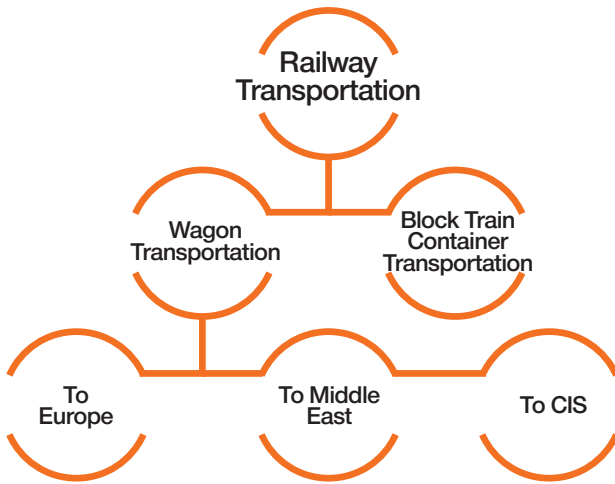 Railway
Transportation
Wagon
Transportation
Block Train
Container
Transportation
To
Europe
To Middle
East
To CIS